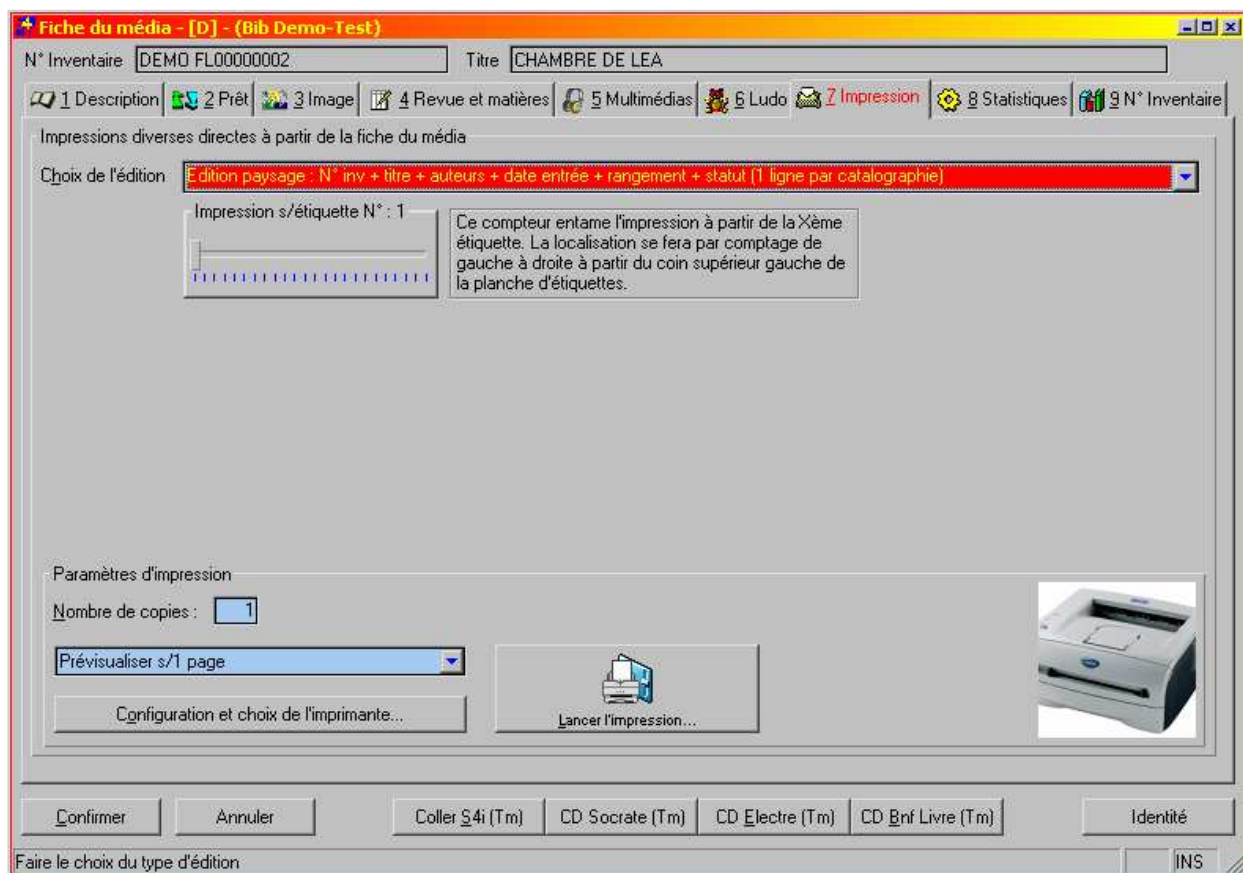 Fiche du média - [D] - (Bib Demo-Test)
N° Inventaire DEMO FL00000002 Titre CHAMBRE DE LEA
1 Description 2 Prêt 3 Image 4 Revue et matières 5 Multimédias 6 Ludo 7 Impression 8 Statistiques 9 N° Inventaire
Impressions diverses directes à partir de la fiche du média
Choix de l'édition Edition paysage : N° inv + titre + auteurs + date entrée + rangement + statut (1 ligne par catalographie)
Impression s/étiquette N° : 1
Ce compteur entame l'impression à partir de la Xème
étiquette. La localisation se fera par comptage de
gauche à droite à partir du coin supérieur gauche de
la planche d'étiquettes.
Paramètres d'impression
Nombre de copies : 1
Prévisualiser s/1 page
Configuration et choix de l'imprimante...
Lancer l'impression...
Confirmer Annuler Coller S4i (Tm) CD Socrate (Tm) CD Electre (Tm) CD Bnf Livre (Tm) Identité
Faire le choix du type d'édition INS